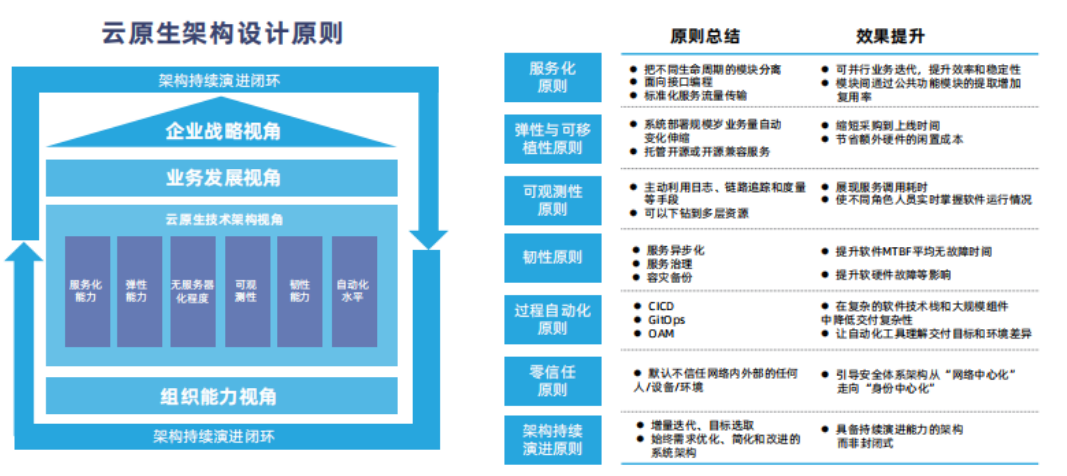 云原生架构设计原则
架构持续演进闭环
企业战略视角
业务发展视角
云原生技术架构视角
服务化
能力
弹性
能力
无服务器
化程度
可观
测性
韧性
能力
自动化
水平
组织能力视角
架构持续演进闭环
原则总结
效果提升
服务化
原则
● 把不同生命周期的模块分离
● 面向接口编程
● 标准化服务流量传输
● 可并行业务迭代，提升效率和稳定性
● 模块间通过公共功能模块的提取增加
复用率
弹性与可移
植性原则
● 系统部署规模岁业务量自动
变化伸缩
● 托管开源或开源兼容服务
● 缩短采购到上线时间
● 节省额外硬件的闲置成本
可观测性
原则
● 主动利用日志、链路追踪和度量
等手段
● 可以下钻到多层资源
● 展现服务调用耗时
● 使不同角色人员实时掌握软件运行情况
韧性原则
● 服务异步化
● 服务治理
● 容灾备份
● 提升软件MTBF平均无故障时间
● 提升软硬件故障等影响
过程自动化
原则
● CICD
● GitOps
● OAM
● 在复杂的软件技术栈和大规模组件
中降低交付复杂性
● 让自动化工具理解交付目标和环境差异
零信任
原则
● 默认不信任网络内外部的任何
人/设备/环境
● 引导安全体系架构从“网络中心化”
走向“身份中心化”
架构持续
演进原则
● 增量迭代、目标选取
● 始终需求优化、简化和改进的
系统架构
● 具备持续演进能力的架构
而非封闭式